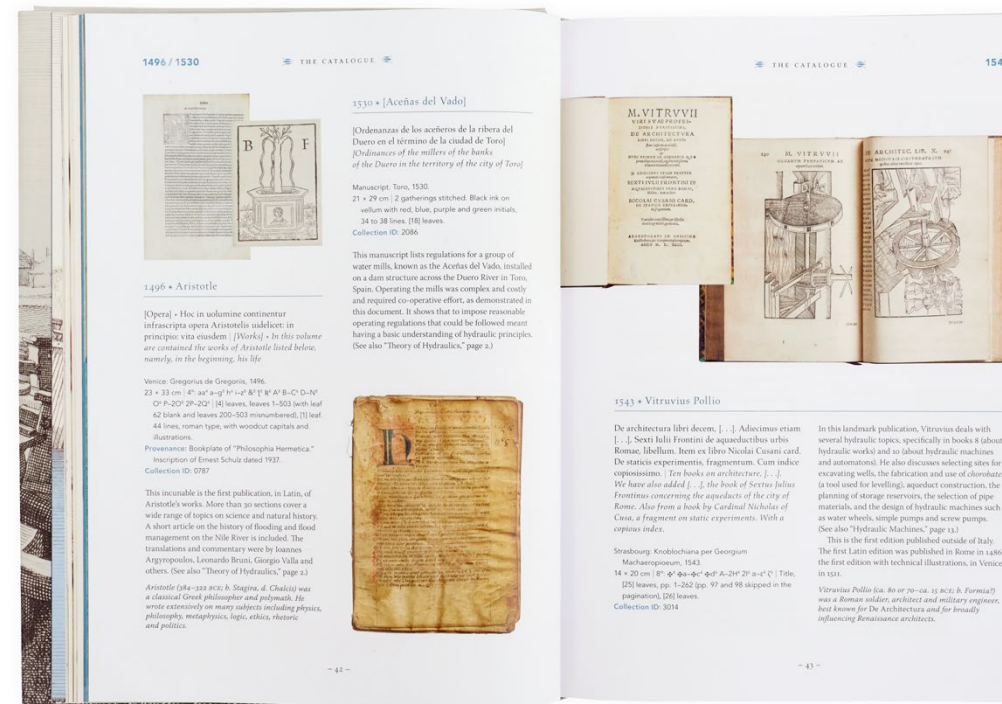 1496 / 1530
THE CATALOGUE
1496 • Aristotle
[Opera] • Hoc in uolumine continentur
infrascripta opera Aristotelis uidelicet: in
principio: vita eiusdem | [Works] • In this volume
are contained the works of Aristotle listed below,
namely, in the beginning, his life
Venice: Gregorius de Gregoriis, 1496.
62 blank and leaves 200–503 misnumbered), [1] leaf.
44 lines, roman type, with woodcut capitals and
illustrations.
Provenance: Bookplate of “Philosophia Hermetica.”
Inscription of Ernest Schulz dated 1937.
Collection ID: 0787
This incunable is the first publication, in Latin, of
Aristotle’s works. More than 30 sections cover a
wide range of topics on science and natural history.
A short article on the history of flooding and flood
management on the Nile River is included. The
translations and commentary were by Joannes
Argyropoulos, Leonardo Bruni, Giorgio Valla and
others. (See also “Theory of Hydraulics,” page 2.)
Aristotle (384–322 BCE; b. Stagira, d. Chalcis) was
a classical Greek philosopher and polymath. He
wrote extensively on many subjects including physics,
philosophy, metaphysics, logic, ethics, rhetoric
and politics.
B F
1530 • [Aceñas del Vado]
[Ordenanzas de los aceñeros de la ribera del
Duero en el término de la ciudad de Toro]
[Ordinances of the millers of the banks
of the Duero in the territory of the city of Toro]
Manuscript. Toro, 1530.
21 × 29 cm | 2 gatherings stitched. Black ink on
vellum with red, blue, purple and green initials,
34 to 38 lines. [18] leaves.
Collection ID: 2086
This manuscript lists regulations for a group of
water mills, known as the Aceñas del Vado, installed
on a dam structure across the Duero River in Toro,
Spain. Operating the mills was complex and costly
and required co-operative effort, as demonstrated in
this document. It shows that to impose reasonable
operating regulations that could be followed meant
having a basic understanding of hydraulic principles.
(See also “Theory of Hydraulics,” page 2.)
– 42 –
THE CATALOGUE
154
M. VITRVVII
DE ARCHITECTVRA
M. VITRVVII
DE ARCHITEC. LIB. X.
1543 • Vitruvius Pollio
De architectura libri decem, [. . .]. Adiecimus etiam
[. . .]. Sexti Iulii Frontini de aquaeductibus urbis
Romae, libellum. Item ex libro Nicolai Cusani card.
De staticis experimentis, fragmentum. Cum indice
copiosissimo. | Ten books on architecture, [. . .].
We have also added [. . .], the book of Sextus Julius
Frontinus concerning the aqueducts of the city of
Rome. Also from a book by Cardinal Nicholas of
Cusa, a fragment on static experiments. With a
copious index.
Strasbourg: Knoblochiana per Georgium
Machaeropioeum, 1543.
[25] leaves, pp. 1–262 (pp. 97 and 98 skipped in the
pagination), [26] leaves.
Collection ID: 3014
In this landmark publication, Vitruvius deals with
several hydraulic topics, specifically in books 8 (about
hydraulic works) and 10 (about hydraulic machines
and automatons). He also discusses selecting sites for
excavating wells, the fabrication and use of chorobate
(a tool used for levelling), aqueduct construction, the
planning of storage reservoirs, the selection of pipe
materials, and the design of hydraulic machines such
as water wheels, simple pumps and screw pumps.
(See also “Hydraulic Machines,” page 13.)
This is the first edition published outside of Italy.
The first Latin edition was published in Rome in 1486
the first edition with technical illustrations, in Venice
in 1511.
Vitruvius Pollio (ca. 80 or 70–ca. 15 BCE; b. Formia?)
was a Roman soldier, architect and military engineer,
best known for De Architectura and for broadly
influencing Renaissance architects.
– 43 –